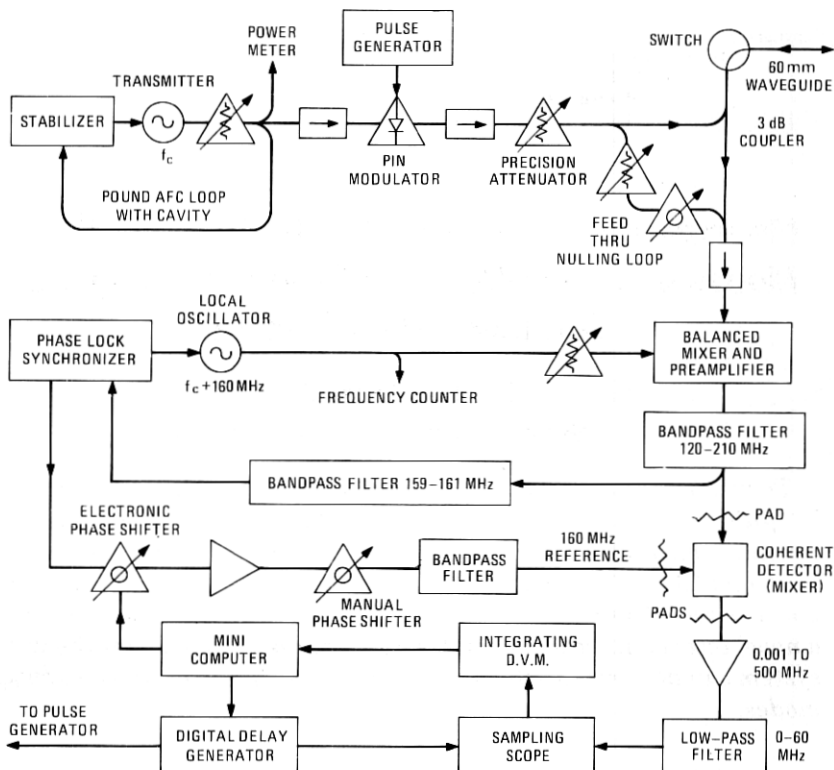 POWER
METER
PULSE
GENERATOR
SWITCH
60 mm
WAVEGUIDE
TRANSMITTER
STABILIZER
fc
PIN
MODULATOR
PRECISION
ATTENUATOR
3 dB
COUPLER
POUND AFC LOOP
WITH CAVITY
FEED
THRU
NULLING LOOP
LOCAL
OSCILLATOR
PHASE LOCK
SYNCHRONIZER
BALANCED
MIXER AND
PREAMPLIFIER
fc + 160 MHz
FREQUENCY COUNTER
BANDPASS FILTER
120-210 MHz
BANDPASS FILTER 159-161 MHz
ELECTRONIC
PHASE SHIFTER
PAD
160 MHz
REFERENCE
BANDPASS
FILTER
COHERENT
DETECTOR
(MIXER)
MANUAL
PHASE SHIFTER
PADS
MINI
COMPUTER
INTEGRATING
D.V.M.
0.001 TO
500 MHz
TO PULSE
GENERATOR
DIGITAL DELAY
GENERATOR
SAMPLING
SCOPE
LOW-PASS
FILTER
0-60
MHz